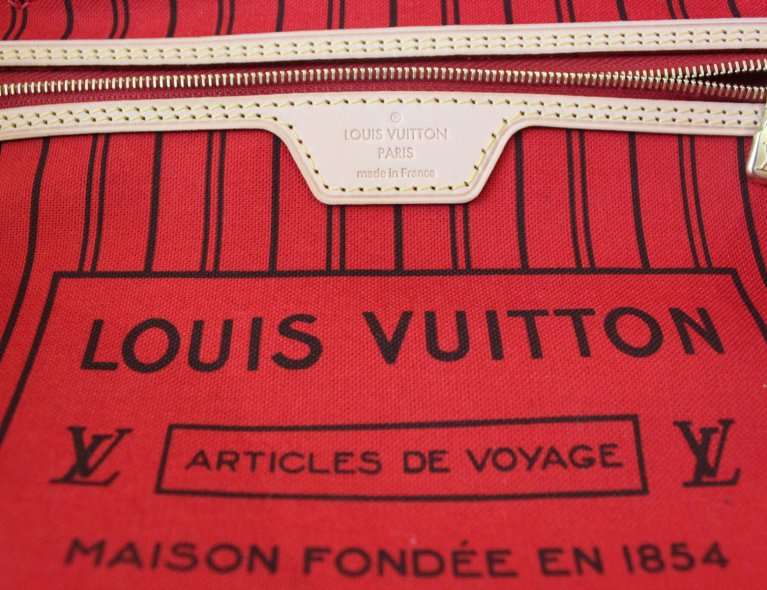 ®
LOUIS VUITTON
PARIS
made in France
LOUIS VUITTON
LV ARTICLES DE VOYAGE LV
MAISON FONDÉE EN 1854